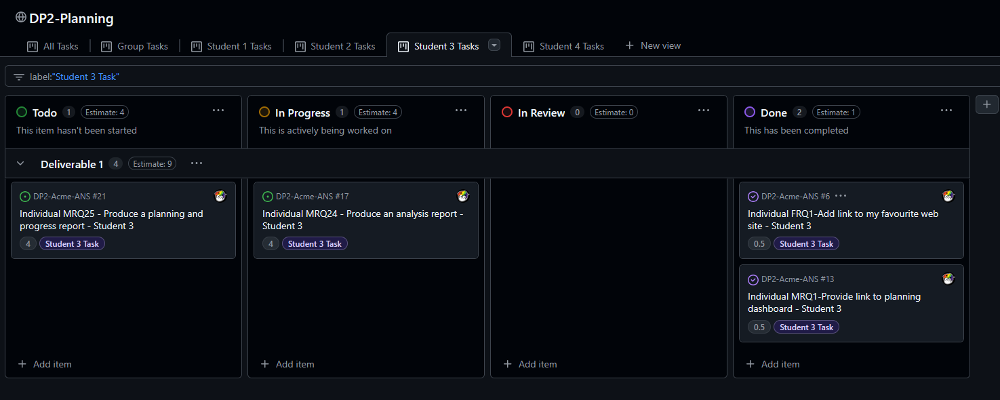 DP2-Planning
All Tasks
Group Tasks
Student 1 Tasks
Student 2 Tasks
Student 3 Tasks
Student 4 Tasks
New view
label:"Student 3 Task"
Todo 1 Estimate: 4
This item hasn't been started
In Progress 1 Estimate: 4
This is actively being worked on
In Review 0 Estimate: 0
Done 2 Estimate: 1
This has been completed
Deliverable 1 4 Estimate: 9
DP2-Acme-ANS #21
Individual MRQ25 - Produce a planning and
progress report - Student 3
4 Student 3 Task
Add item
DP2-Acme-ANS #17
Individual MRQ24 - Produce an analysis report -
Student 3
4 Student 3 Task
Add item
Add item
DP2-Acme-ANS #6
Individual FRQ1-Add link to my favourite web
site - Student 3
0.5 Student 3 Task
DP2-Acme-ANS #13
Individual MRQ1-Provide link to planning
dashboard - Student 3
0.5 Student 3 Task
Add item